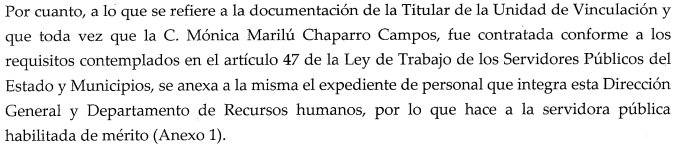 Por cuanto, a lo que se refiere a la documentación de la Titular de la Unidad de Vinculación y
que toda vez que la C. Mónica Marilú Chaparro Campos, fue contratada conforme a los
requisitos contemplados en el artículo 47 de la Ley de Trabajo de los Servidores Públicos del
Estado y Municipios, se anexa a la misma el expediente de personal que integra esta Dirección
General y Departamento de Recursos humanos, por lo que hace a la servidora pública
habilitada de mérito (Anexo 1).